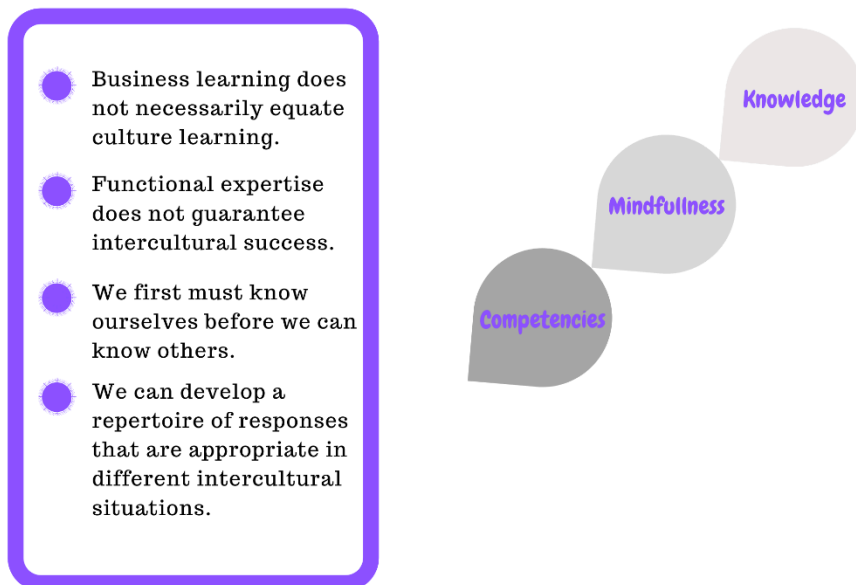 Business learning does
not necessarily equate
culture learning.
Functional expertise
does not guarantee
intercultural success.
We first must know
ourselves before we can
know others.
We can develop a
repertoire of responses
that are appropriate in
different intercultural
situations.
Knowledge
Mindfullness
Competencies